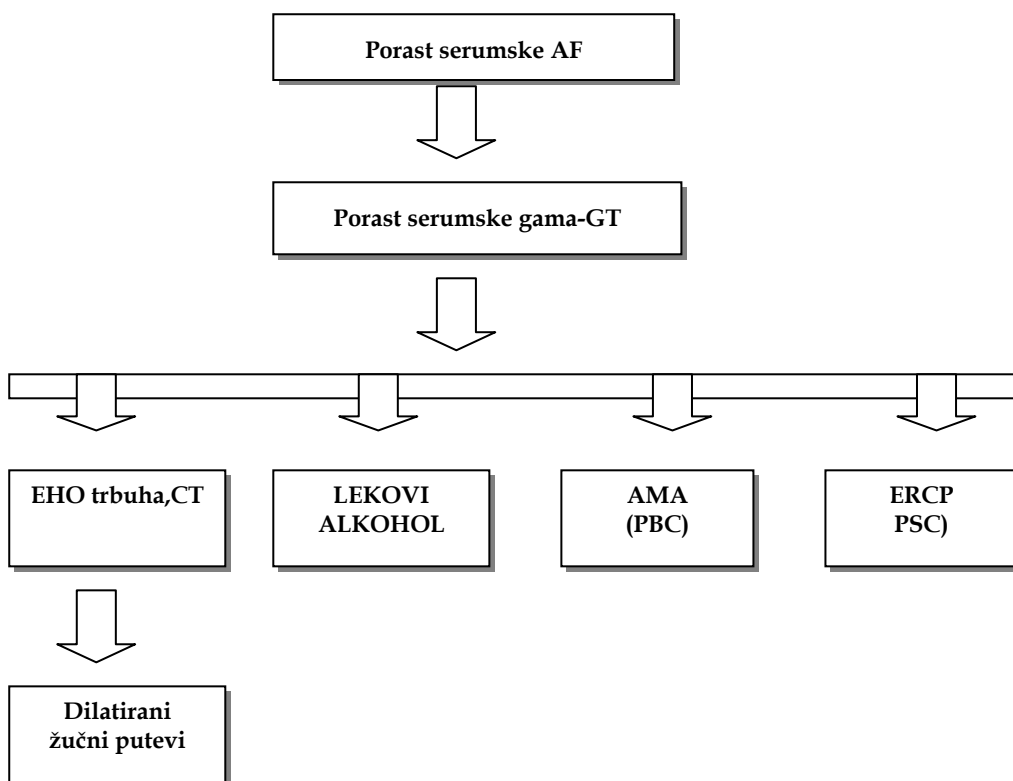 Porast serumske AF
Porast serumske gama-GT
EHO trbuha,CT
LEKOVI
ALKOHOL
AMA
(PBC)
ERCP
PSC)
Dilatirani
žučni putevi